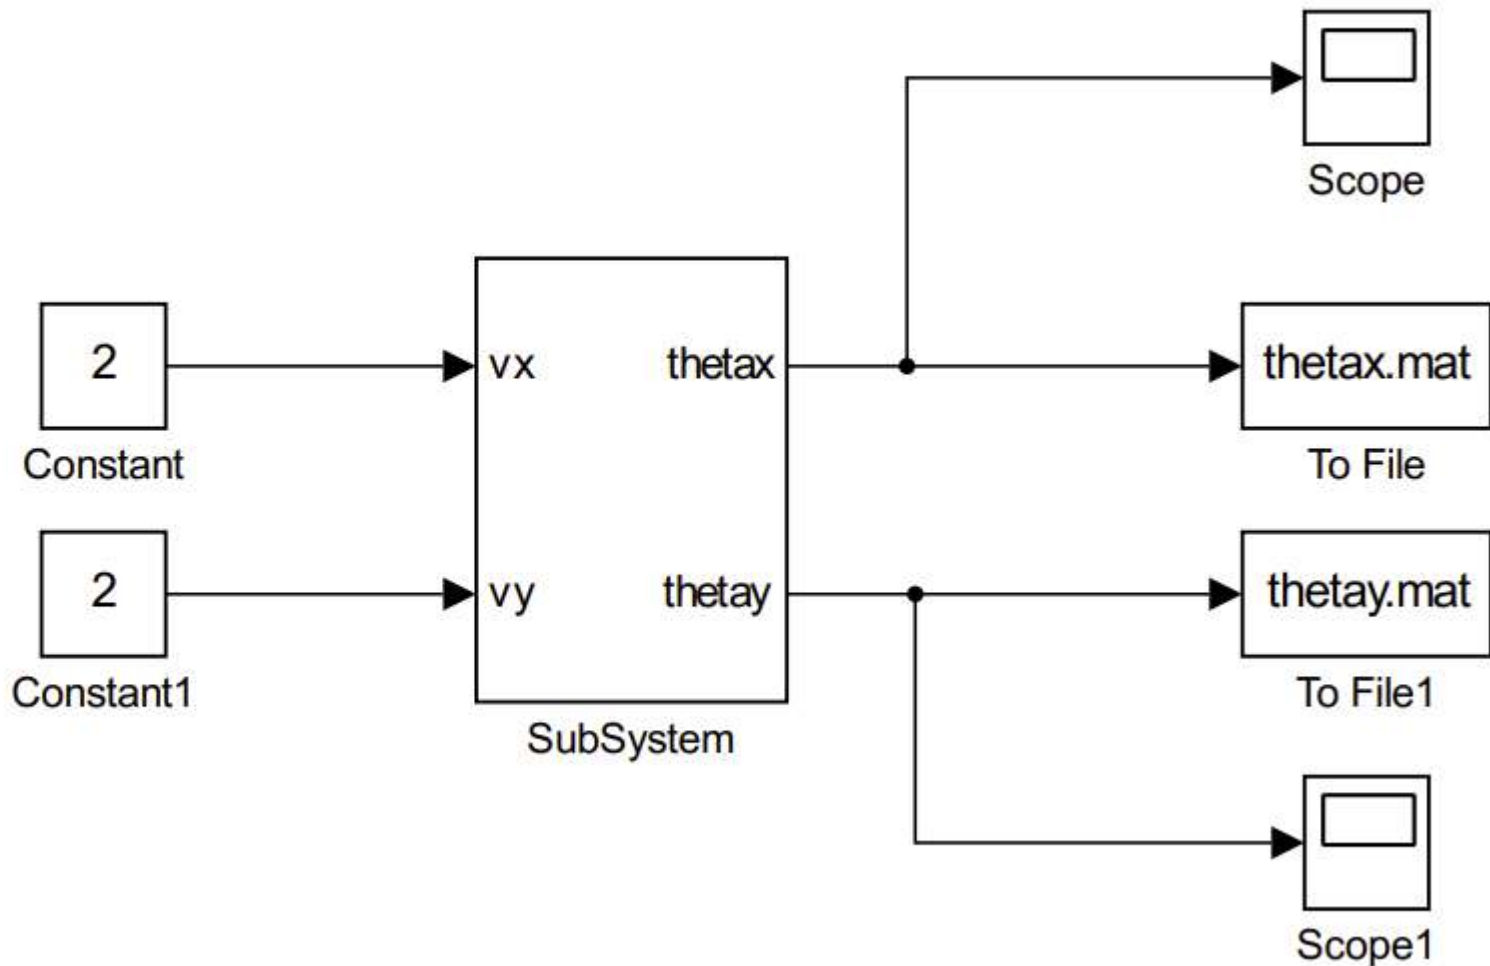 Scope
2
vx
thetax
thetax.mat
Constant
To File
2
vy
thetay
thetay.mat
Constant1
To File1
SubSystem
Scope1